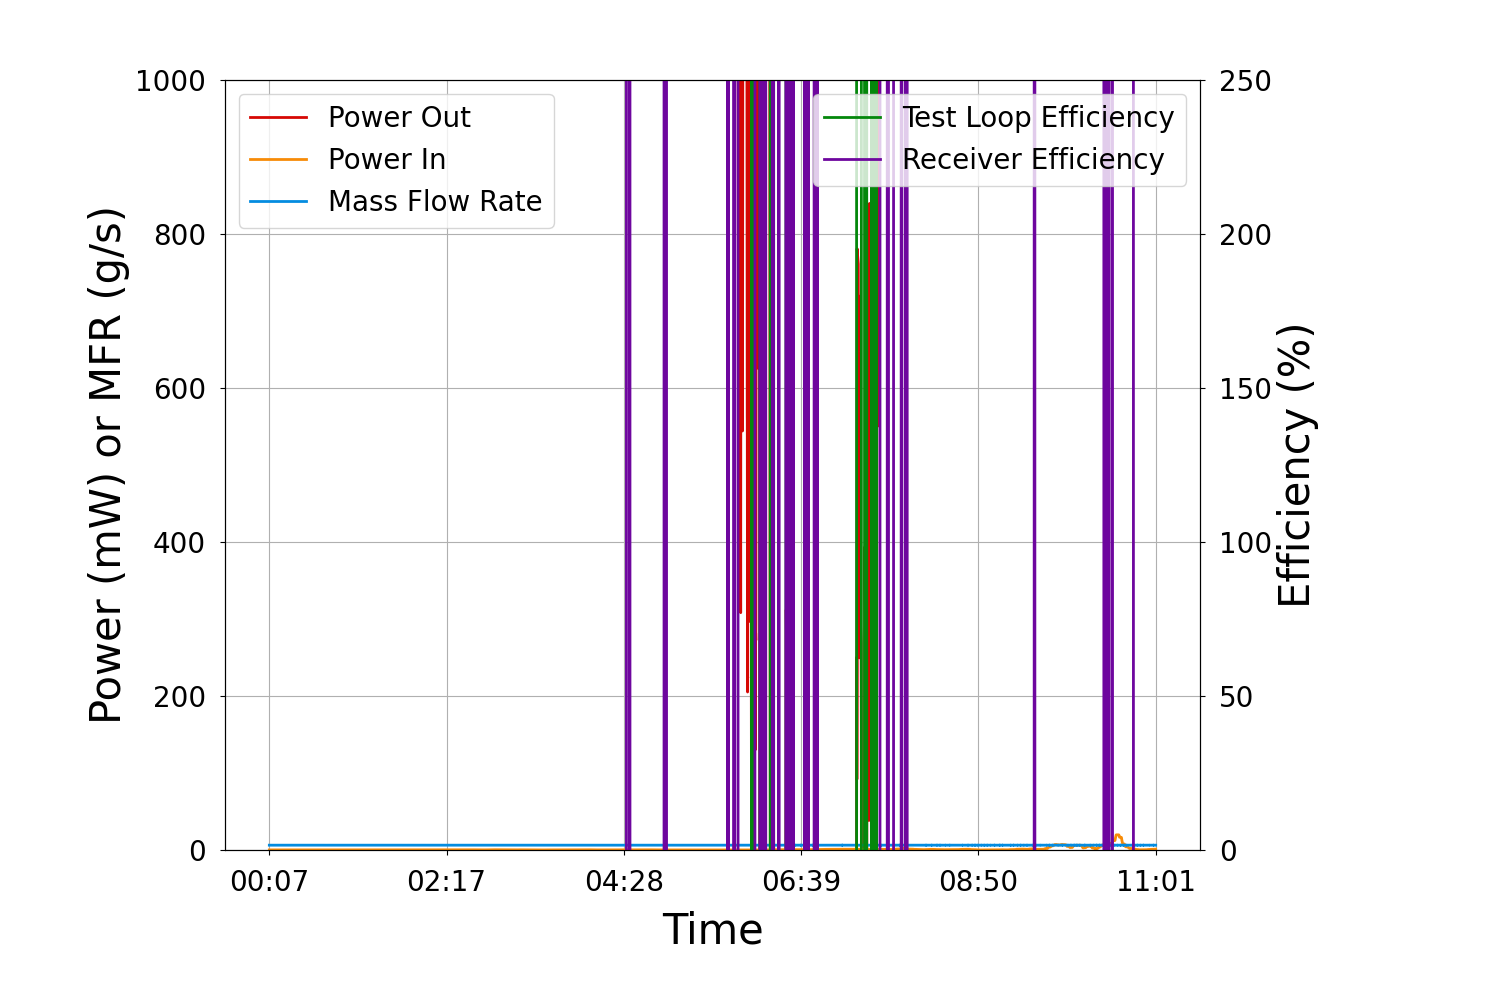 1000
800
600
400
200
0
Power (mW) or MFR (g/s)
Power Out
Power In
Mass Flow Rate
Test Loop Efficiency
Receiver Efficiency
250
200
150
100
50
0
Efficiency (%)
00:07 02:17 04:28 06:39 08:50 11:01
Time